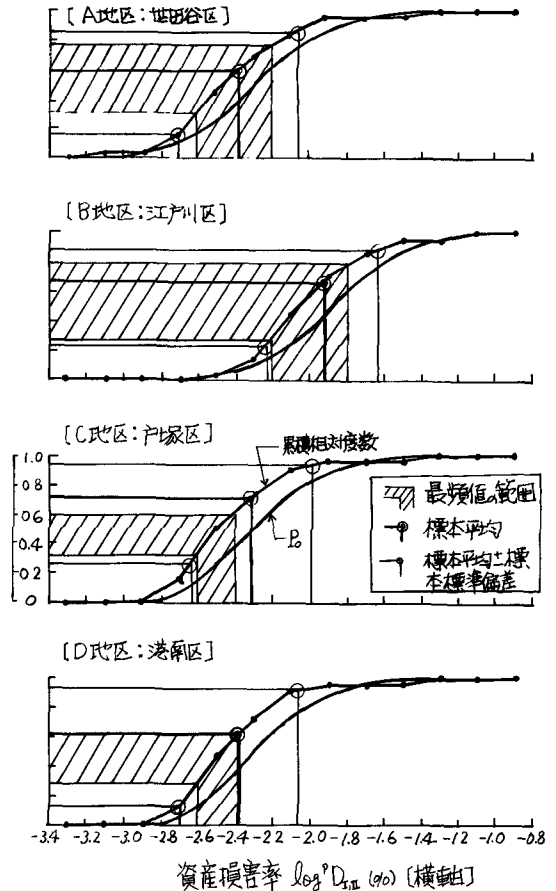 [A地区:世田谷区]
[B地区:江戸川区]
[C地区:戸塚区]
累積相対度数
1.0
0.8
0.6
0.4
0.2
0
P₀
最頻値の範囲
標本平均
標本平均±標
本標準偏差
[D地区:港南区]
-3.4 -3.2 -3.0 -2.8 -2.6 -2.4 -2.2 -2.0 -1.8 -1.6 -1.4 -1.2 -1.0 -0.8
資産損害率 log PD I,II (%) [横軸]